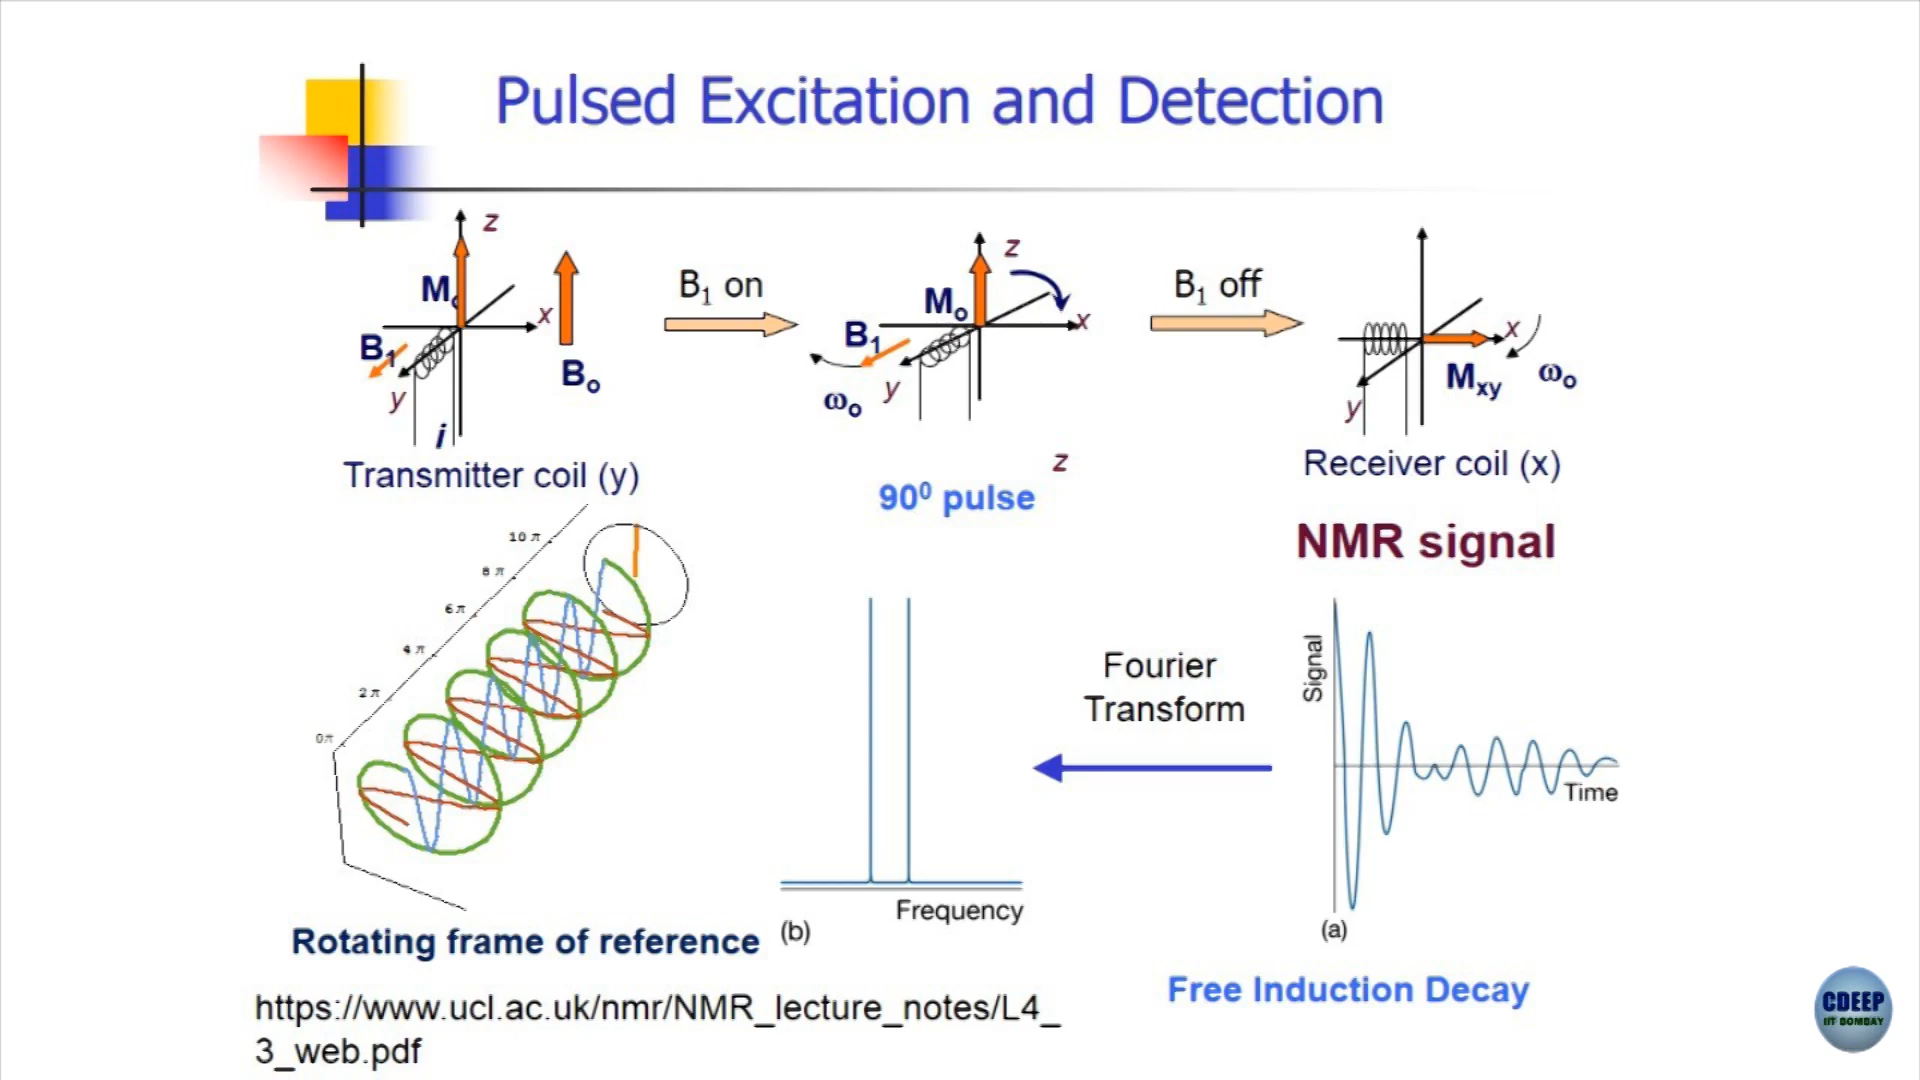 Pulsed Excitation and Detection
z
M
x
B1
y
i
Bo
Transmitter coil (y)
B1 on
z
Mo
x
B1
y
ωo
z
90⁰ pulse
B1 off
x
Mxy
ωo
y
Receiver coil (x)
NMR signal
10 π
8 π
6 π
4 π
2 π
0 π
Rotating frame of reference
Frequency
(b)
Fourier
Transform
Signal
Time
(a)
Free Induction Decay
https://www.ucl.ac.uk/nmr/NMR_lecture_notes/L4_
3_web.pdf
CDEEP
IIT BOMBAY